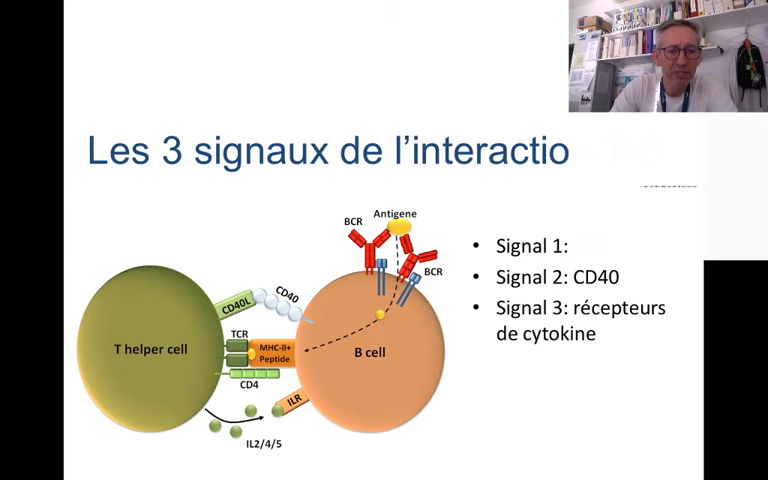 Les 3 signaux de l’interactio
BCR
Antigene
BCR
CD40L
CD40
TCR
MHC-II+
Peptide
CD4
T helper cell
B cell
ILR
IL2/4/5
• Signal 1:
• Signal 2: CD40
• Signal 3: récepteurs
de cytokine